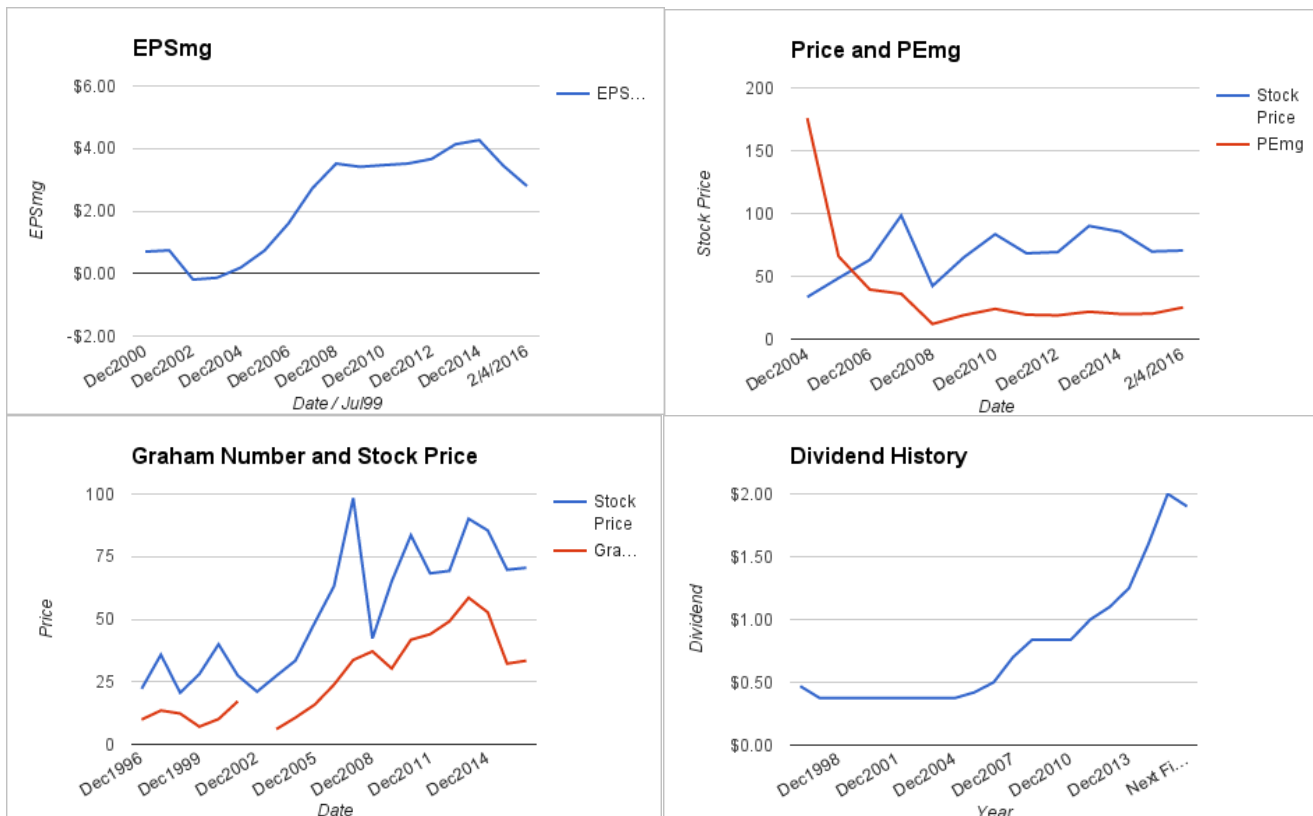 EPSmg
$6.00
$4.00
$2.00
$0.00
-$2.00
EPSmg
EPS…
Dec2000
Dec2002
Dec2004
Dec2006
Dec2008
Dec2010
Dec2012
Dec2014
2/4/2016
Date / Jul99
Price and PEmg
200
150
100
50
0
Stock Price
Stock
Price
PEmg
Dec2004
Dec2006
Dec2008
Dec2010
Dec2012
Dec2014
2/4/2016
Date
Graham Number and Stock Price
100
75
50
25
0
Price
Stock
Price
Gra…
Dec1996
Dec1999
Dec2002
Dec2005
Dec2008
Dec2011
Dec2014
Date
Dividend History
$2.00
$1.50
$1.00
$0.50
$0.00
Dividend
Dec1998
Dec2001
Dec2004
Dec2007
Dec2010
Dec2013
Next Fi…
Year